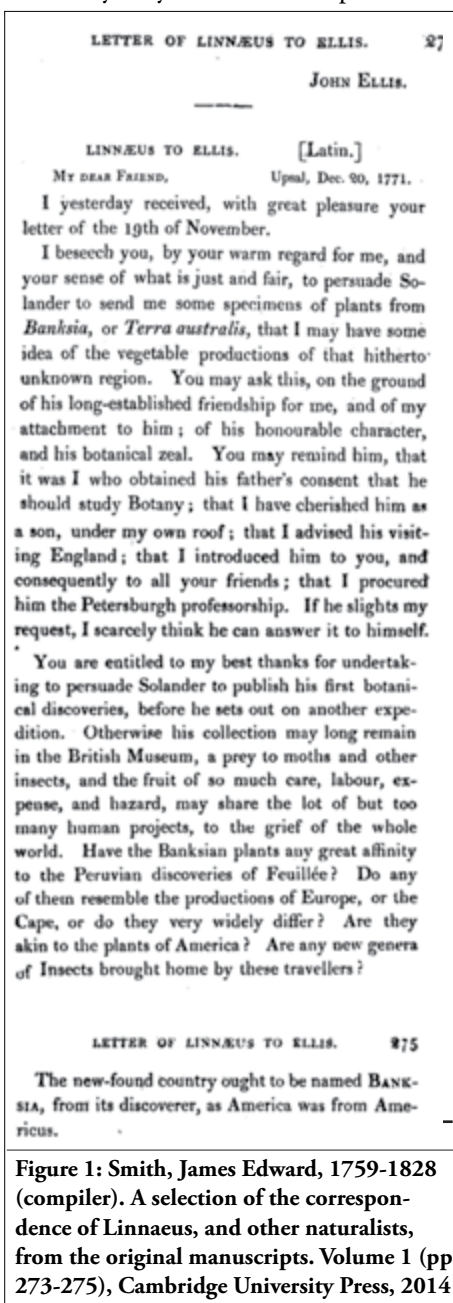 LETTER OF LINNÆUS TO ELLIS. 27
JOHN ELLIS.
LINNÆUS TO ELLIS. [Latin.]
MY DEAR FRIEND, Upsal, Dec. 20, 1771.
I yesterday received, with great pleasure your
letter of the 19th of November.
I beseech you, by your warm regard for me, and
your sense of what is just and fair, to persuade So-
lander to send me some specimens of plants from
Banksia, or Terra australis, that I may have some
idea of the vegetable productions of that hitherto
unknown region. You may ask this, on the ground
of his long-established friendship for me, and of my
attachment to him; of his honourable character,
and his botanical zeal. You may remind him, that
it was I who obtained his father's consent that he
should study Botany; that I have cherished him as
a son, under my own roof; that I advised his visit-
ing England; that I introduced him to you, and
consequently to all your friends; that I procured
him the Petersburgh professorship. If he slights my
request, I scarcely think he can answer it to himself.
You are entitled to my best thanks for undertak-
ing to persuade Solander to publish his first botani-
cal discoveries, before he sets out on another expe-
dition. Otherwise his collection may long remain
in the British Museum, a prey to moths and other
insects, and the fruit of so much care, labour, ex-
pense, and hazard, may share the lot of but too
many human projects, to the grief of the whole
world. Have the Banksian plants any great affinity
to the Peruvian discoveries of Feuillée? Do any
of them resemble the productions of Europe, or the
Cape, or do they very widely differ? Are they
akin to the plants of America? Are any new genera
of Insects brought home by these travellers?
LETTER OF LINNÆUS TO ELLIS. 275
The new-found country ought to be named BANK-
SIA, from its discoverer, as America was from Ame-
ricus.
Figure 1: Smith, James Edward, 1759-1828
(compiler). A selection of the correspon-
dence of Linnaeus, and other naturalists,
from the original manuscripts. Volume 1 (pp
273-275), Cambridge University Press, 2014